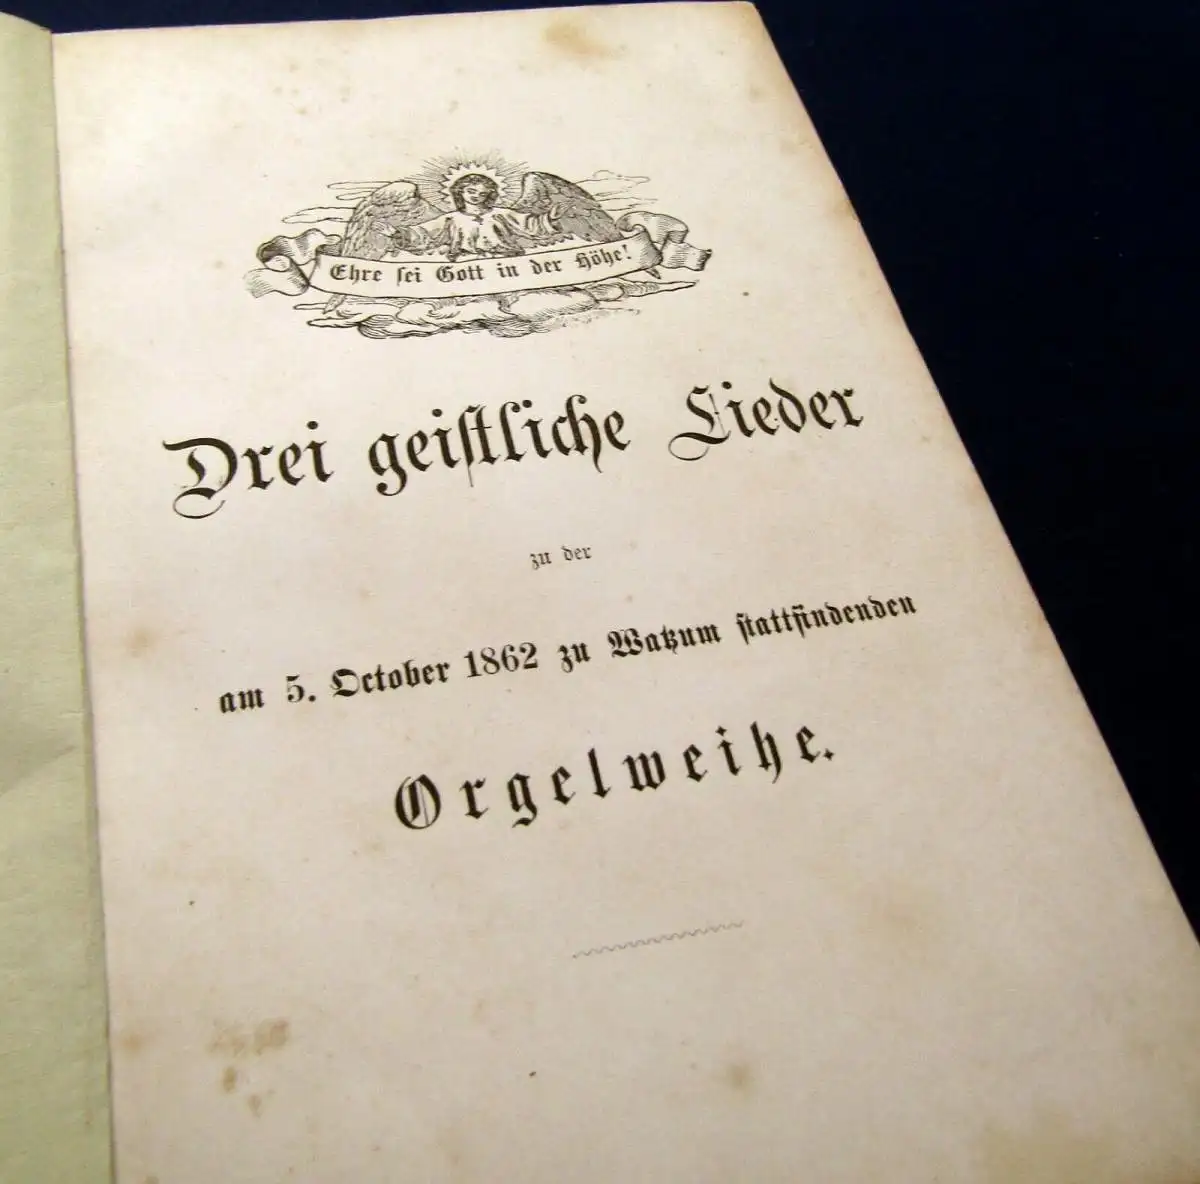 Ehre sei Gott in der Höhe!
Drei geistliche Lieder
zu der
am 5. October 1862 zu Watzum stattfindenden
Orgelweihe.